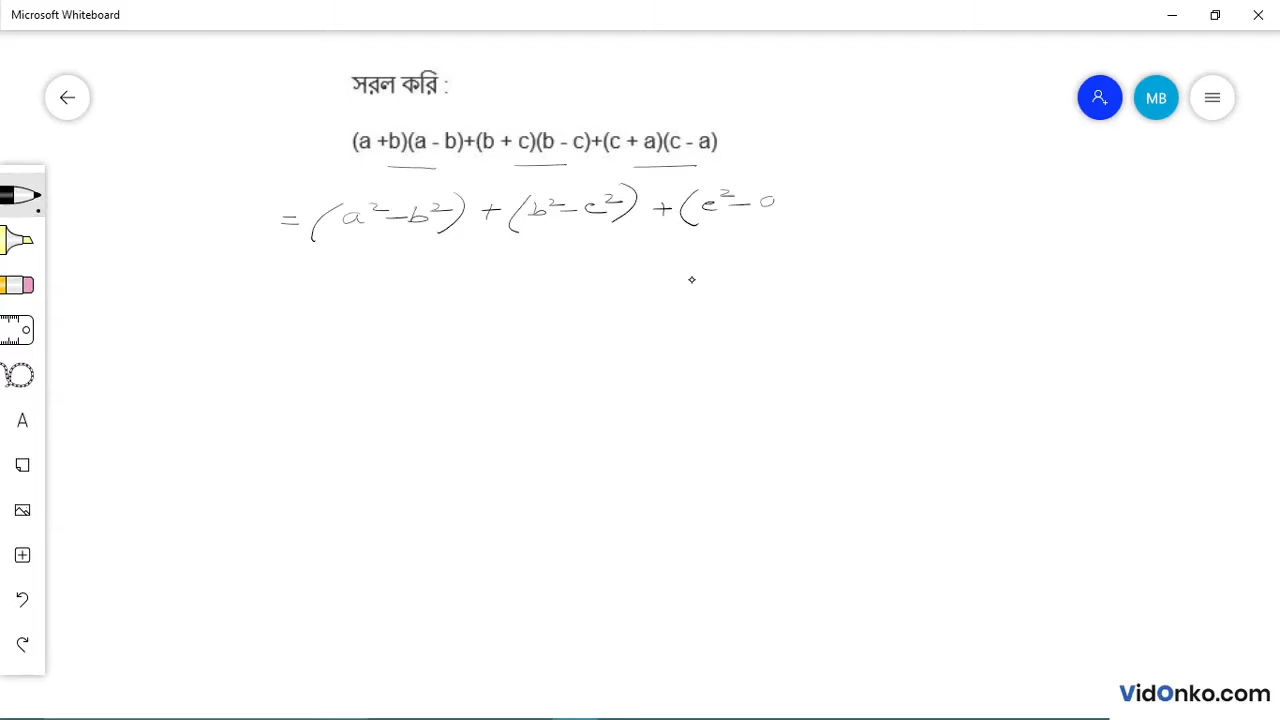 Microsoft Whiteboard
সরল করি :
MB
(a +b)(a - b)+(b + c)(b - c)+(c + a)(c - a)
= (a² - b²) + (b² - c²) + (c² -
A
VidOnko.com